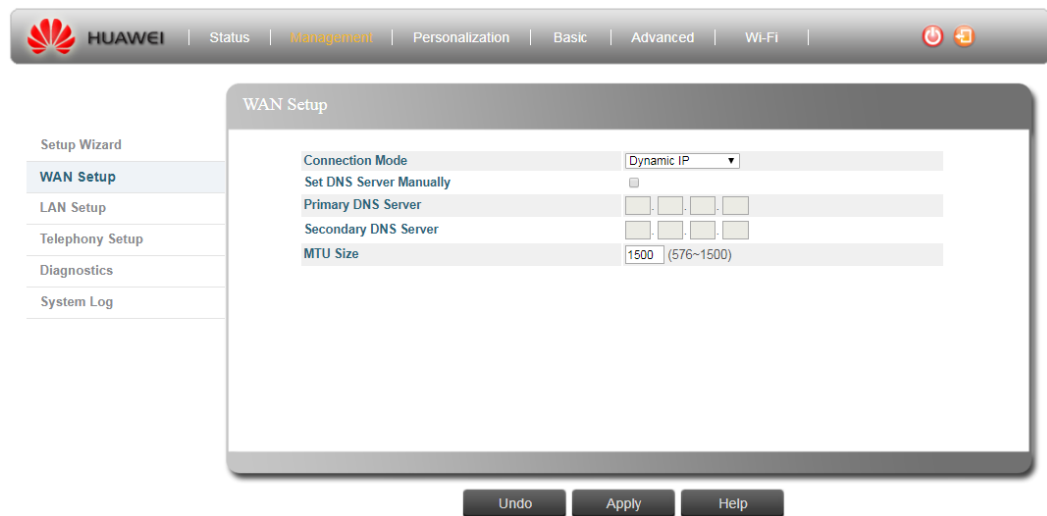 HUAWEI | Status | Management | Personalization | Basic | Advanced | Wi-Fi |
WAN Setup
Setup Wizard
WAN Setup
LAN Setup
Telephony Setup
Diagnostics
System Log
Connection Mode Dynamic IP
Set DNS Server Manually
Primary DNS Server . . .
Secondary DNS Server . . .
MTU Size 1500 (576~1500)
Undo Apply Help